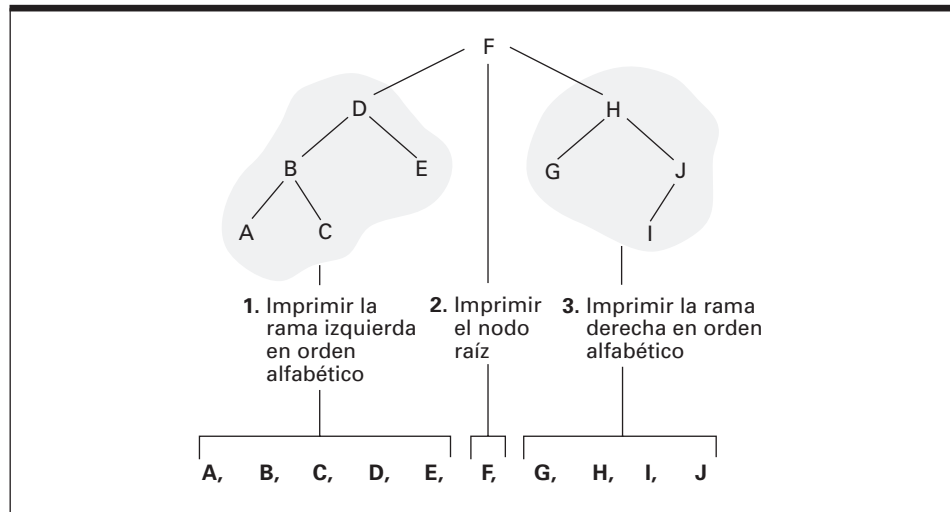 F
D H
B E G J
A C I
1. Imprimir la
rama izquierda
en orden
alfabético
2. Imprimir
el nodo
raíz
3. Imprimir la rama
derecha en orden
alfabético
A, B, C, D, E, F, G, H, I, J